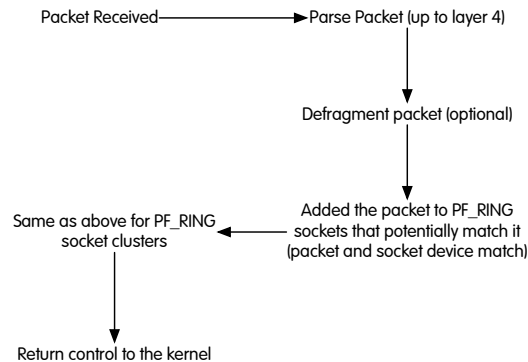 Packet Received
Parse Packet (up to layer 4)
Defragment packet (optional)
Added the packet to PF_RING
sockets that potentially match it
(packet and socket device match)
Same as above for PF_RING
socket clusters
Return control to the kernel